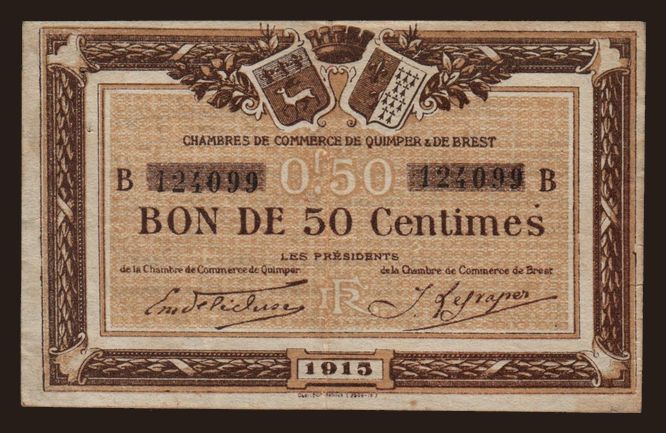 CHAMBRES DE COMMERCE DE QUIMPER & DE BREST
B 124099 0f.50 124099 B
BON DE 50 Centimes
LES PRÉSIDENTS
de la Chambre de Commerce de Quimper de la Chambre de Commerce de Brest
RF
1915